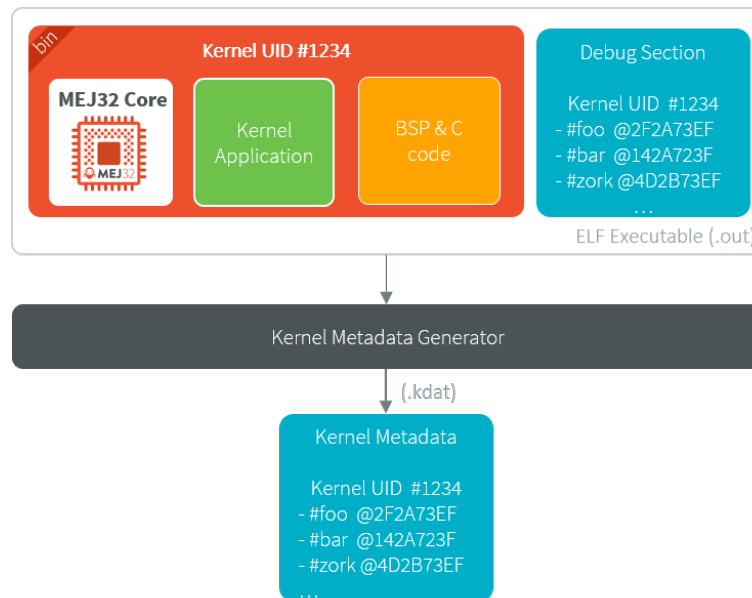 bin
Kernel UID #1234
MEJ32 Core
MEJ32
Kernel
Application
BSP & C
code
Debug Section
Kernel UID #1234
- #foo @2F2A73EF
- #bar @142A723F
- #zork @4D2B73EF
...
ELF Executable (.out)
Kernel Metadata Generator
(.kdat)
Kernel Metadata
Kernel UID #1234
- #foo @2F2A73EF
- #bar @142A723F
- #zork @4D2B73EF
...